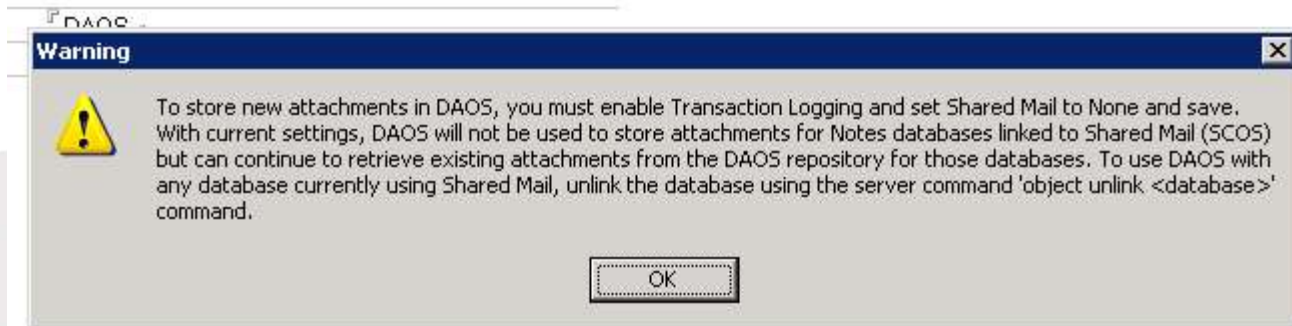 DAOS -
Warning
To store new attachments in DAOS, you must enable Transaction Logging and set Shared Mail to None and save.
With current settings, DAOS will not be used to store attachments for Notes databases linked to Shared Mail (SCOS)
but can continue to retrieve existing attachments from the DAOS repository for those databases. To use DAOS with
any database currently using Shared Mail, unlink the database using the server command 'object unlink <database>'
command.
OK